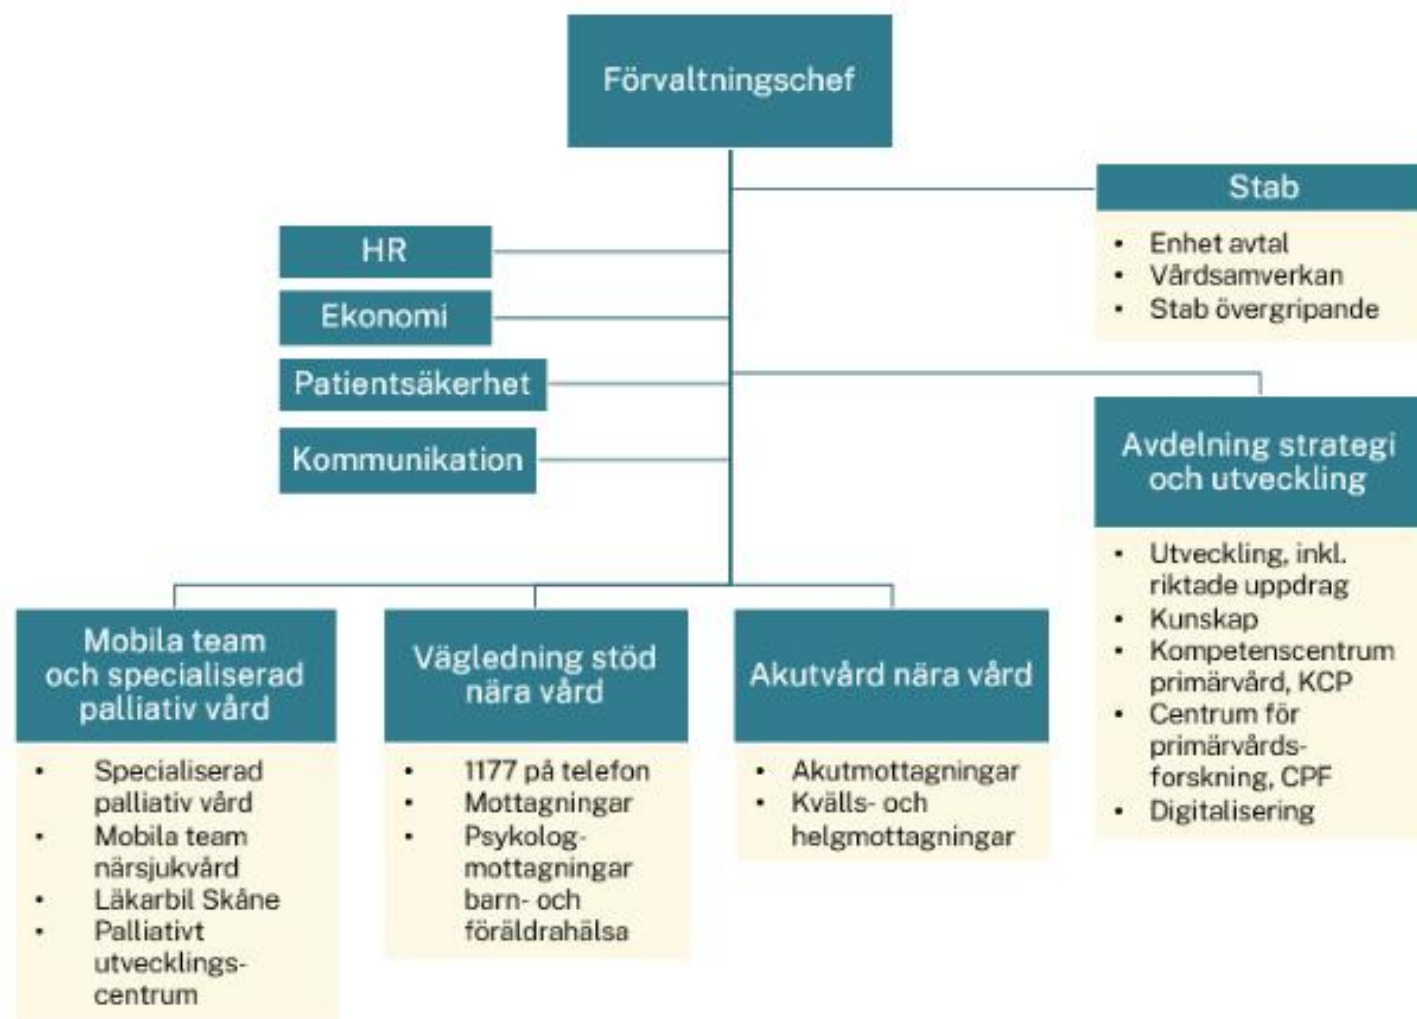 Förvaltningschef
Stab
• Enhet avtal
• Vårdsamverkan
• Stab övergripande
HR
Ekonomi
Patientsäkerhet
Kommunikation
Avdelning strategi
och utveckling
• Utveckling, inkl.
riktade uppdrag
• Kunskap
• Kompetenscentrum
primärvård, KCP
• Centrum för
primärvårds-
forskning, CPF
• Digitalisering
Mobila team
och specialiserad
palliativ vård
• Specialiserad
palliativ vård
• Mobila team
närsjukvård
• Läkarbil Skåne
• Palliativt
utvecklings-
centrum
Vägledning stöd
nära vård
• 1177 på telefon
• Mottagningar
• Psykolog-
mottagningar
barn- och
föräldrahälsa
Akutvård nära vård
• Akutmottagningar
• Kvälls- och
helgmottagningar